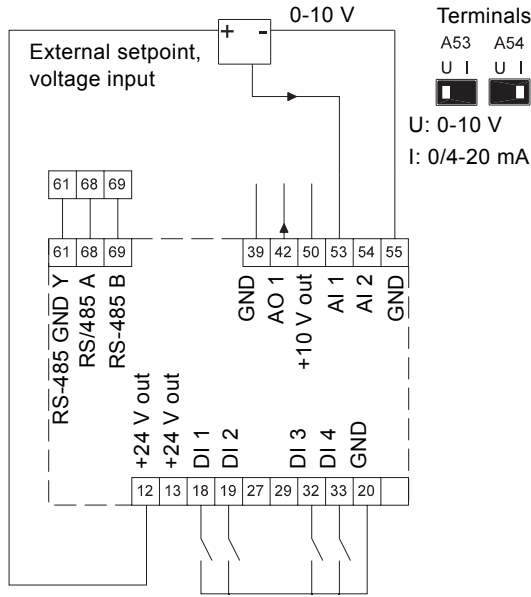 0-10 V
+ -
External setpoint,
voltage input
Terminals
A53 A54
U I U I
U: 0-10 V
I: 0/4-20 mA
61 68 69
61 68 69
39 42 50 53 54 55
RS-485 GND Y
RS/485 A
RS-485 B
GND
AO 1
+10 V out
AI 1
AI 2
GND
+24 V out
+24 V out
DI 1
DI 2
DI 3
DI 4
GND
12 13 18 19 27 29 32 33 20